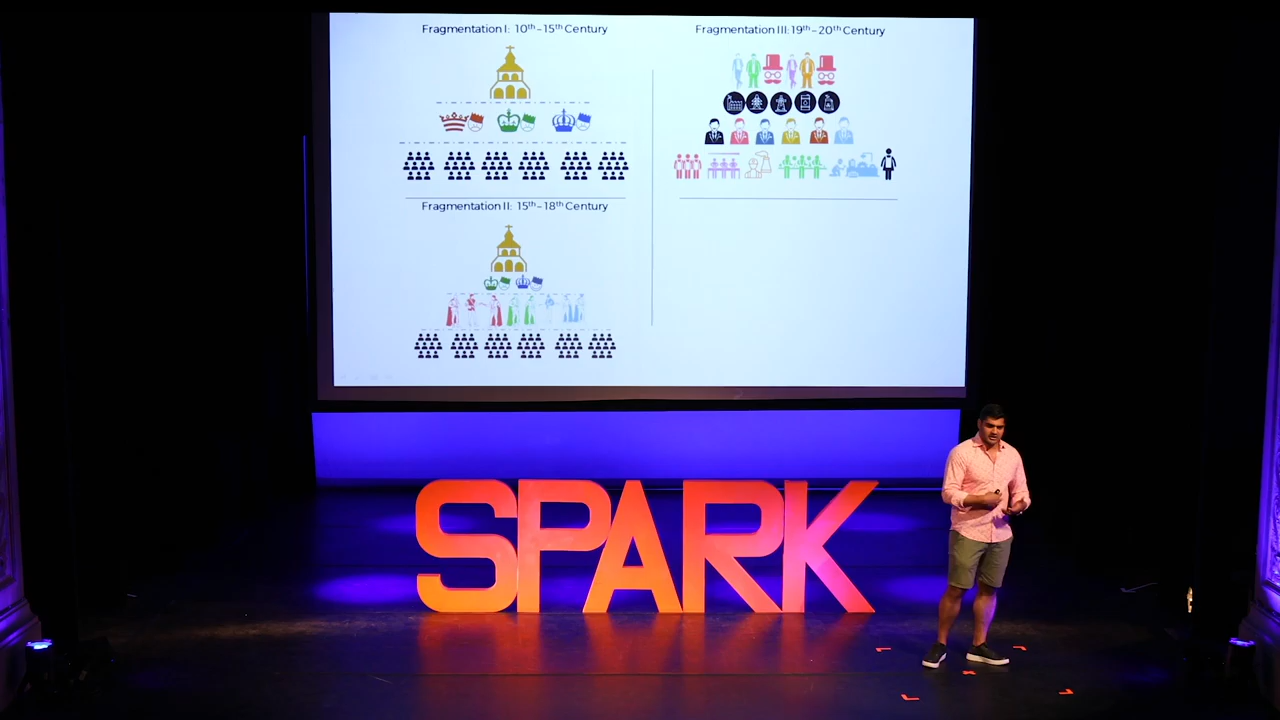 Fragmentation I: 10th – 15th Century
Fragmentation II: 15th – 18th Century
Fragmentation III: 19th – 20th Century
SPARK